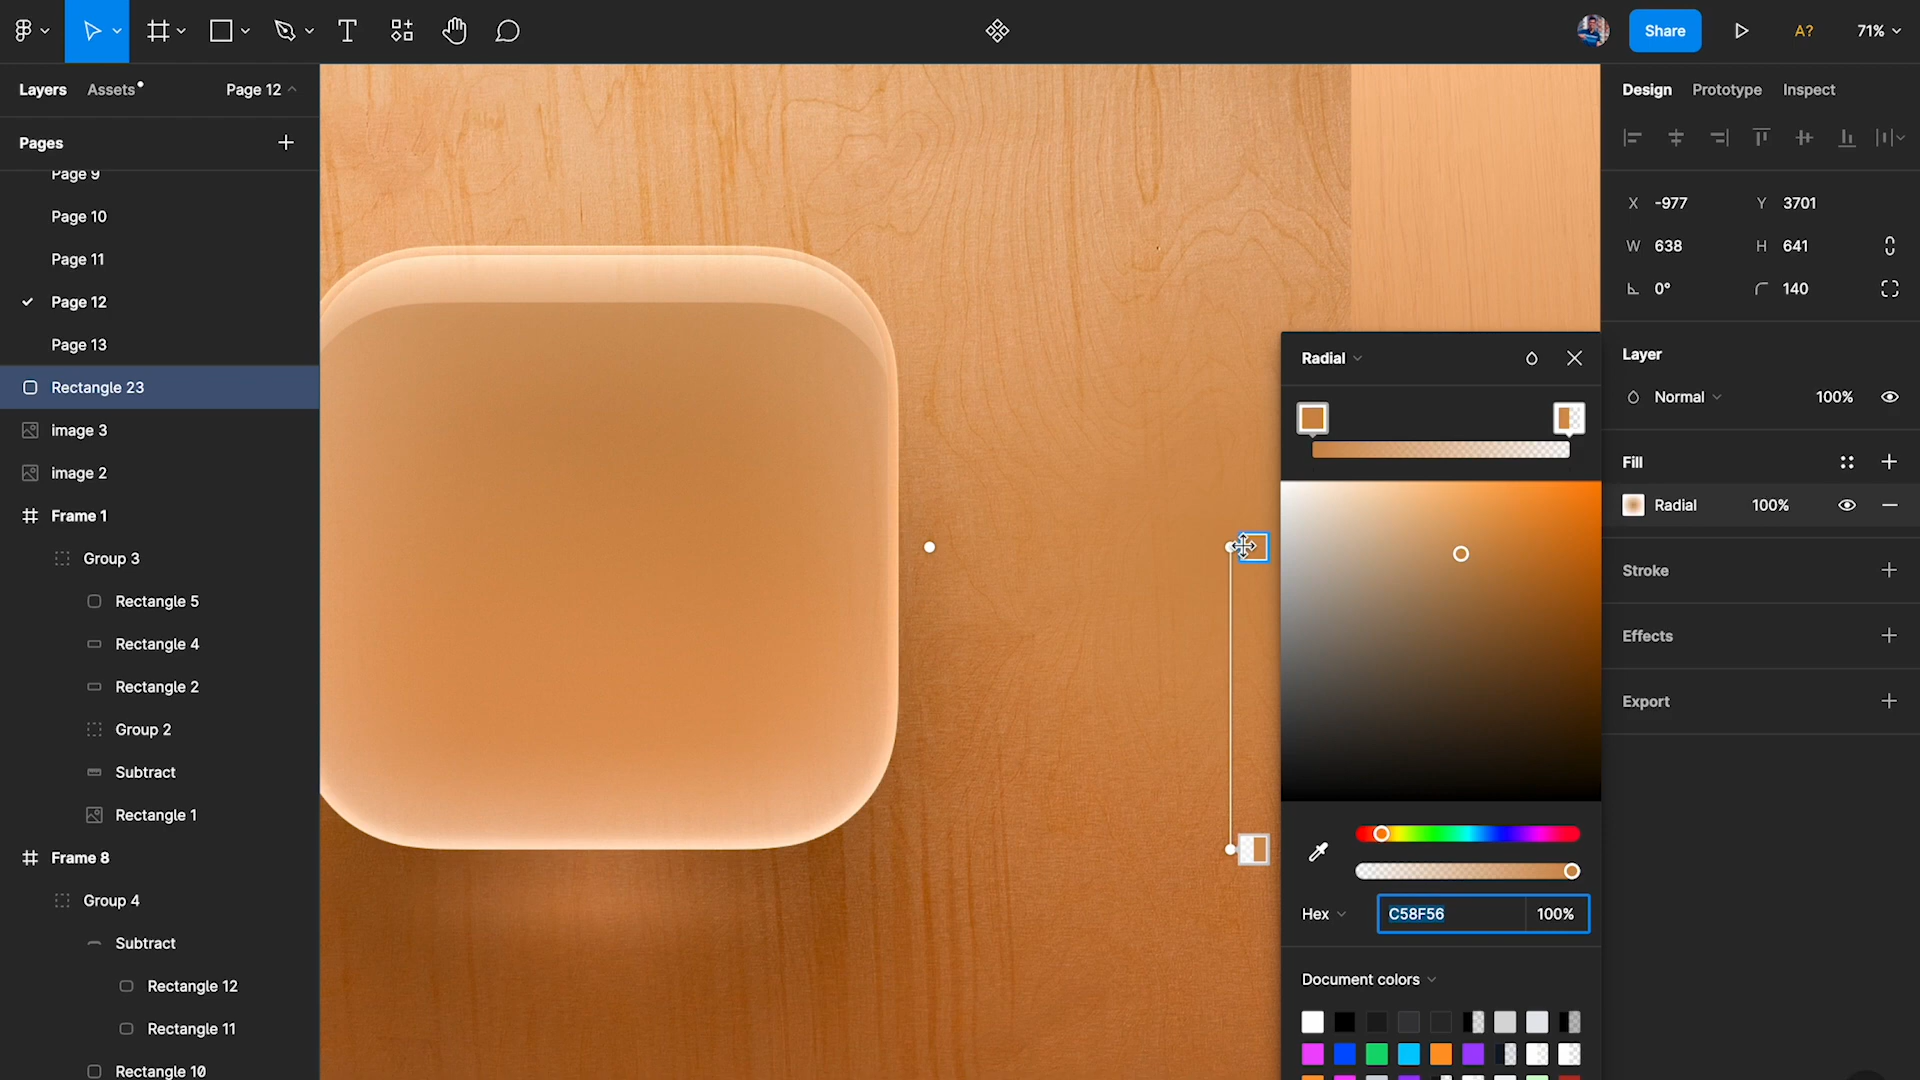 Share
A?
71%
Layers
Assets
Page 12
Design
Prototype
Inspect
Pages
Page 9
Page 10
Page 11
Page 12
Page 13
Rectangle 23
image 3
image 2
Frame 1
Group 3
Rectangle 5
Rectangle 4
Rectangle 2
Group 2
Subtract
Rectangle 1
Frame 8
Group 4
Subtract
Rectangle 12
Rectangle 11
Rectangle 10
Radial
Hex
C58F56
100%
Document colors
X -977
Y 3701
W 638
H 641
0°
140
Layer
Normal
100%
Fill
Radial
100%
Stroke
Effects
Export